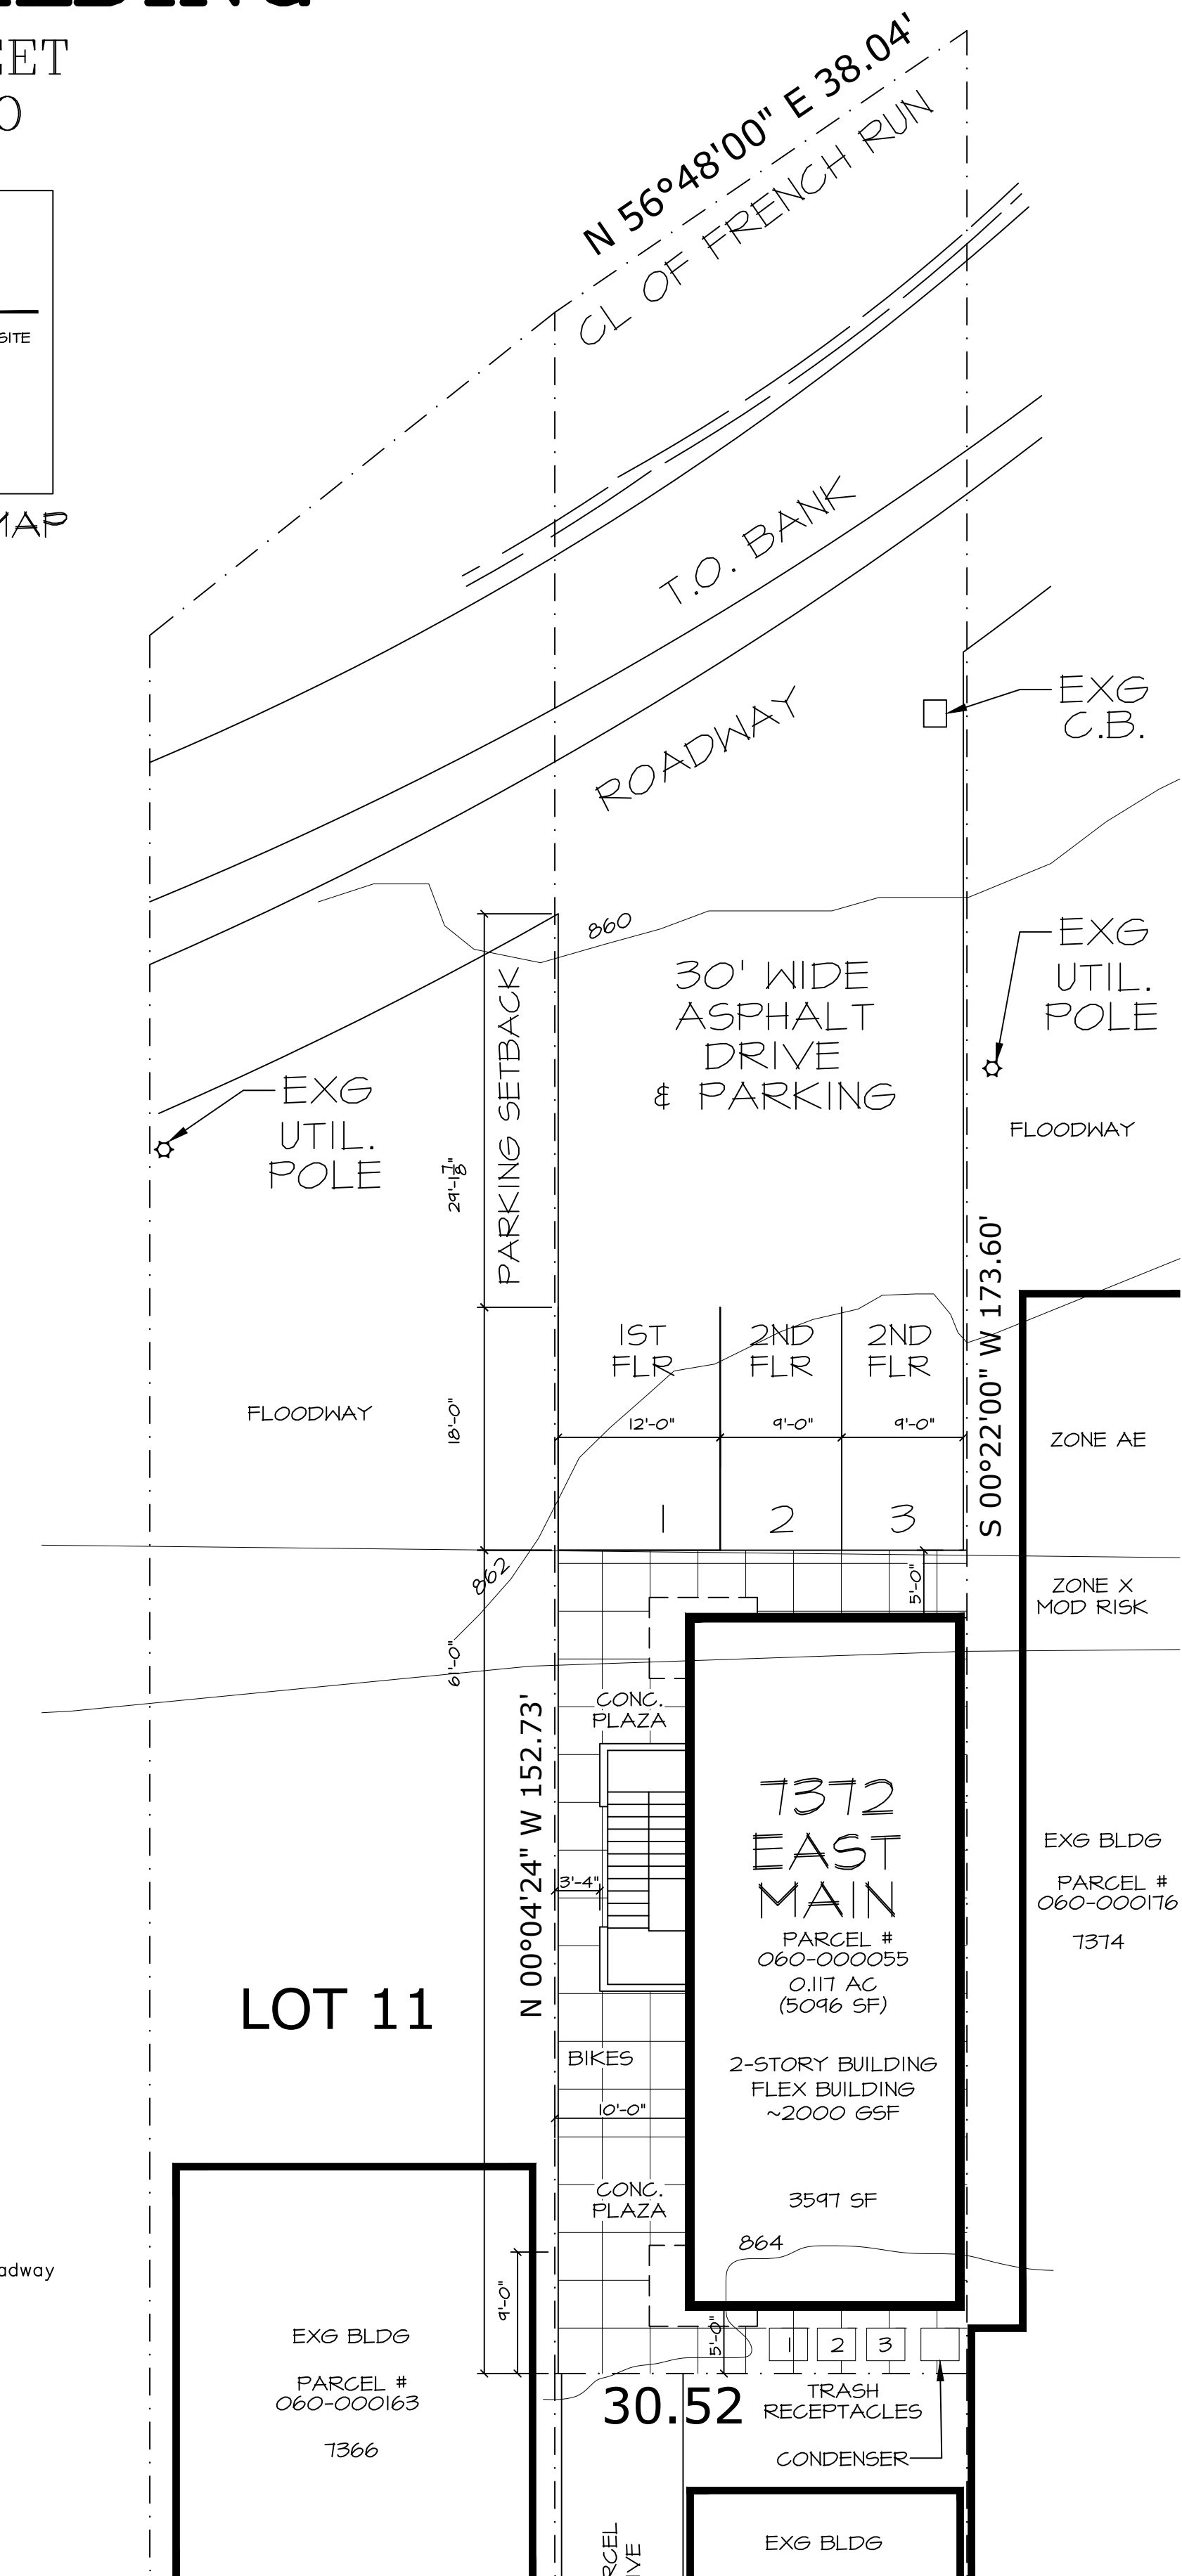 N 56°48'00" E 38.04'
CL OF FRENCH RUN
SITE
T.O. BANK
EXG
C.B.
ROADWAY
860
EXG
UTIL.
POLE
30' WIDE
ASPHALT
DRIVE
& PARKING
PARKING SETBACK
29'-1 7/8"
EXG
UTIL.
POLE
FLOODWAY
S 00°22'00" W 173.60'
1ST
FLR
2ND
FLR
2ND
FLR
12'-0"
9'-0"
9'-0"
18'-0"
FLOODWAY
ZONE AE
1
2
3
862
5'-0"
ZONE X
MOD RISK
61'-0"
CONC.
PLAZA
N 00°04'24" W 152.73'
3'-4"
7372
EAST
MAIN
PARCEL #
060-000055
0.117 AC
(5096 SF)
2-STORY BUILDING
FLEX BUILDING
~2000 GSF
3597 SF
EXG BLDG
PARCEL #
060-000176
7374
LOT 11
BIKES
10'-0"
CONC.
PLAZA
864
9'-0"
5'-0"
1
2
3
EXG BLDG
PARCEL #
060-000163
7366
30.52
TRASH
RECEPTACLES
CONDENSER
EXG BLDG